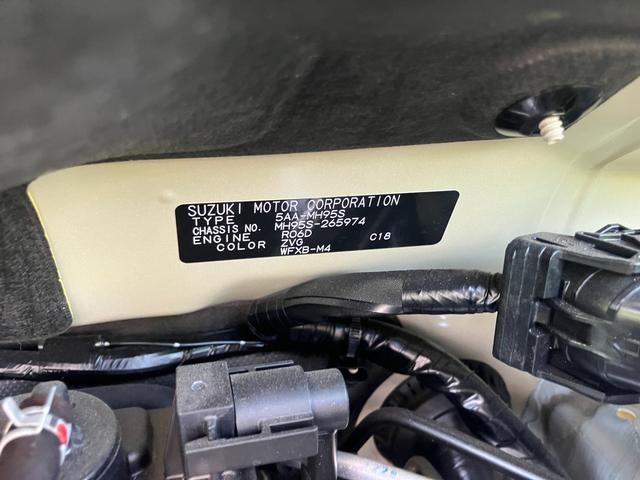 SUZUKI MOTOR CORPORATION
TYPE 5AA-MH95S
CHASSIS NO. MH95S-265974
ENGINE R06D C18
COLOR ZVG
WFXB-M4